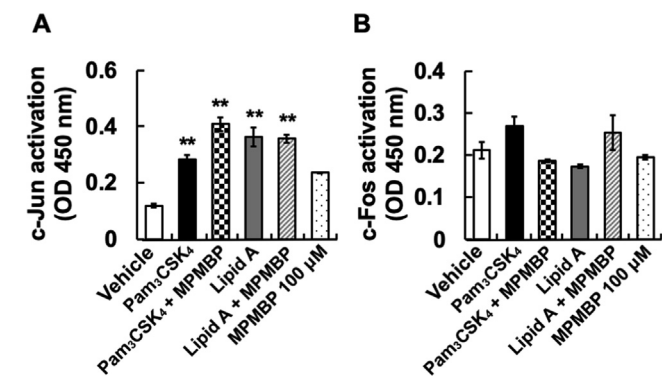 A
c-Jun activation
(OD 450 nm)
0.6
0.4
0.2
0
**
**
**
**
Vehicle
Pam₃CSK₄
Pam₃CSK₄ + MPMBP
Lipid A
Lipid A + MPMBP
MPMBP 100 µM
B
c-Fos activation
(OD 450 nm)
0.4
0.3
0.2
0.1
0
Vehicle
Pam₃CSK₄
Pam₃CSK₄ + MPMBP
Lipid A
Lipid A + MPMBP
MPMBP 100 µM